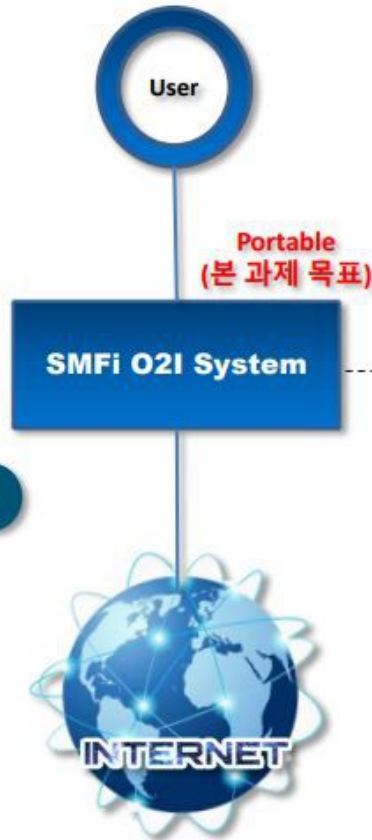 User
Portable
(본 과제 목표)
SMFi O2I System
INTERNET